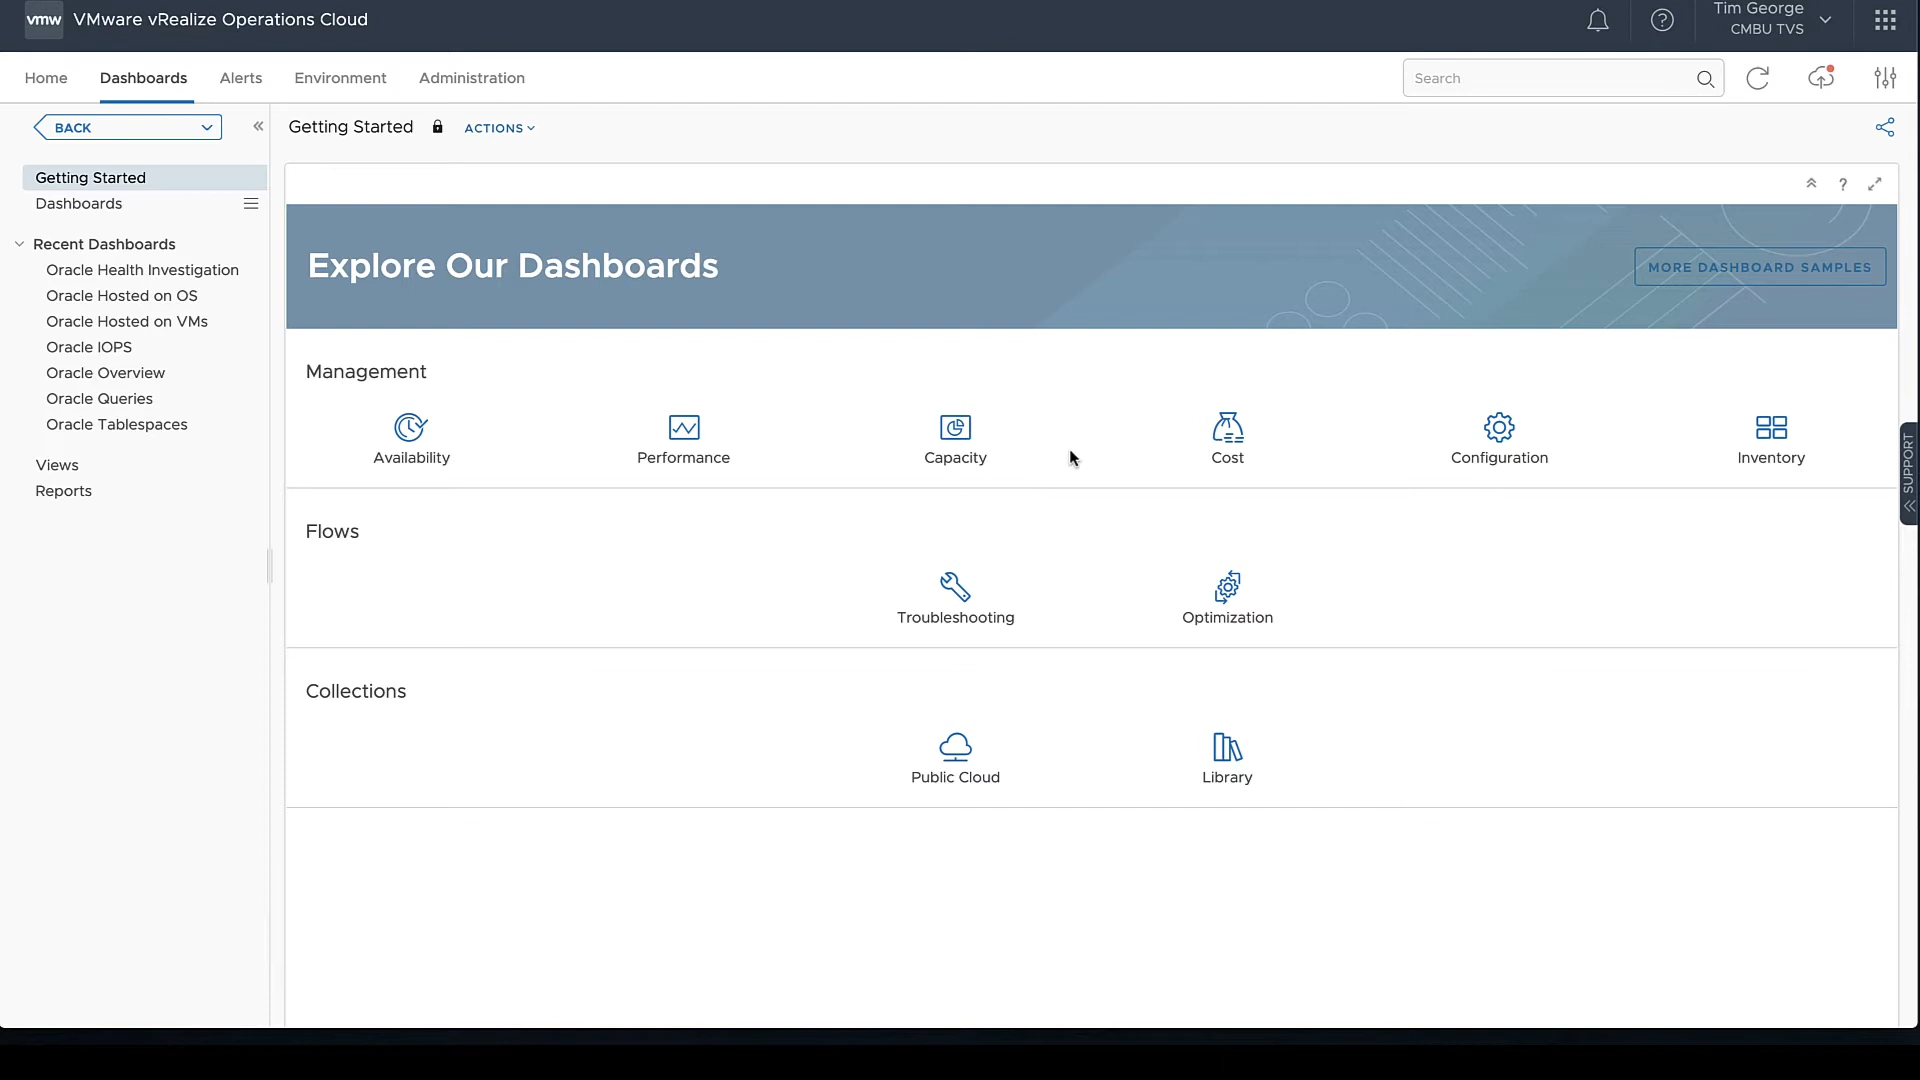 vmw VMware vRealize Operations Cloud
Tim George
CMBU TVS
Home Dashboards Alerts Environment Administration
Search
BACK
Getting Started ACTIONS
Getting Started
Dashboards
Recent Dashboards
Oracle Health Investigation
Oracle Hosted on OS
Oracle Hosted on VMs
Oracle IOPS
Oracle Overview
Oracle Queries
Oracle Tablespaces
Views
Reports
?
Explore Our Dashboards
MORE DASHBOARD SAMPLES
Management
Availability Performance Capacity Cost Configuration Inventory
Flows
Troubleshooting Optimization
Collections
Public Cloud Library
SUPPORT